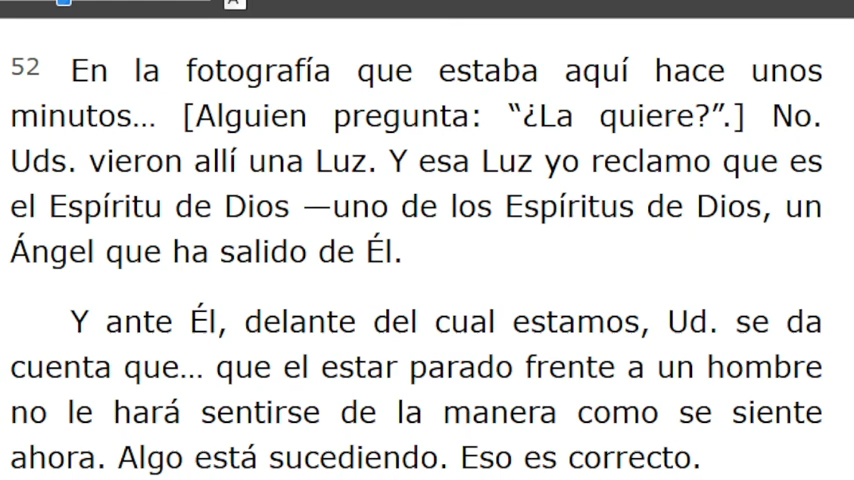 52 En la fotografía que estaba aquí hace unos
minutos... [Alguien pregunta: “¿La quiere?”.] No.
Uds. vieron allí una Luz. Y esa Luz yo reclamo que es
el Espíritu de Dios —uno de los Espíritus de Dios, un
Ángel que ha salido de Él.
Y ante Él, delante del cual estamos, Ud. se da
cuenta que... que el estar parado frente a un hombre
no le hará sentirse de la manera como se siente
ahora. Algo está sucediendo. Eso es correcto.